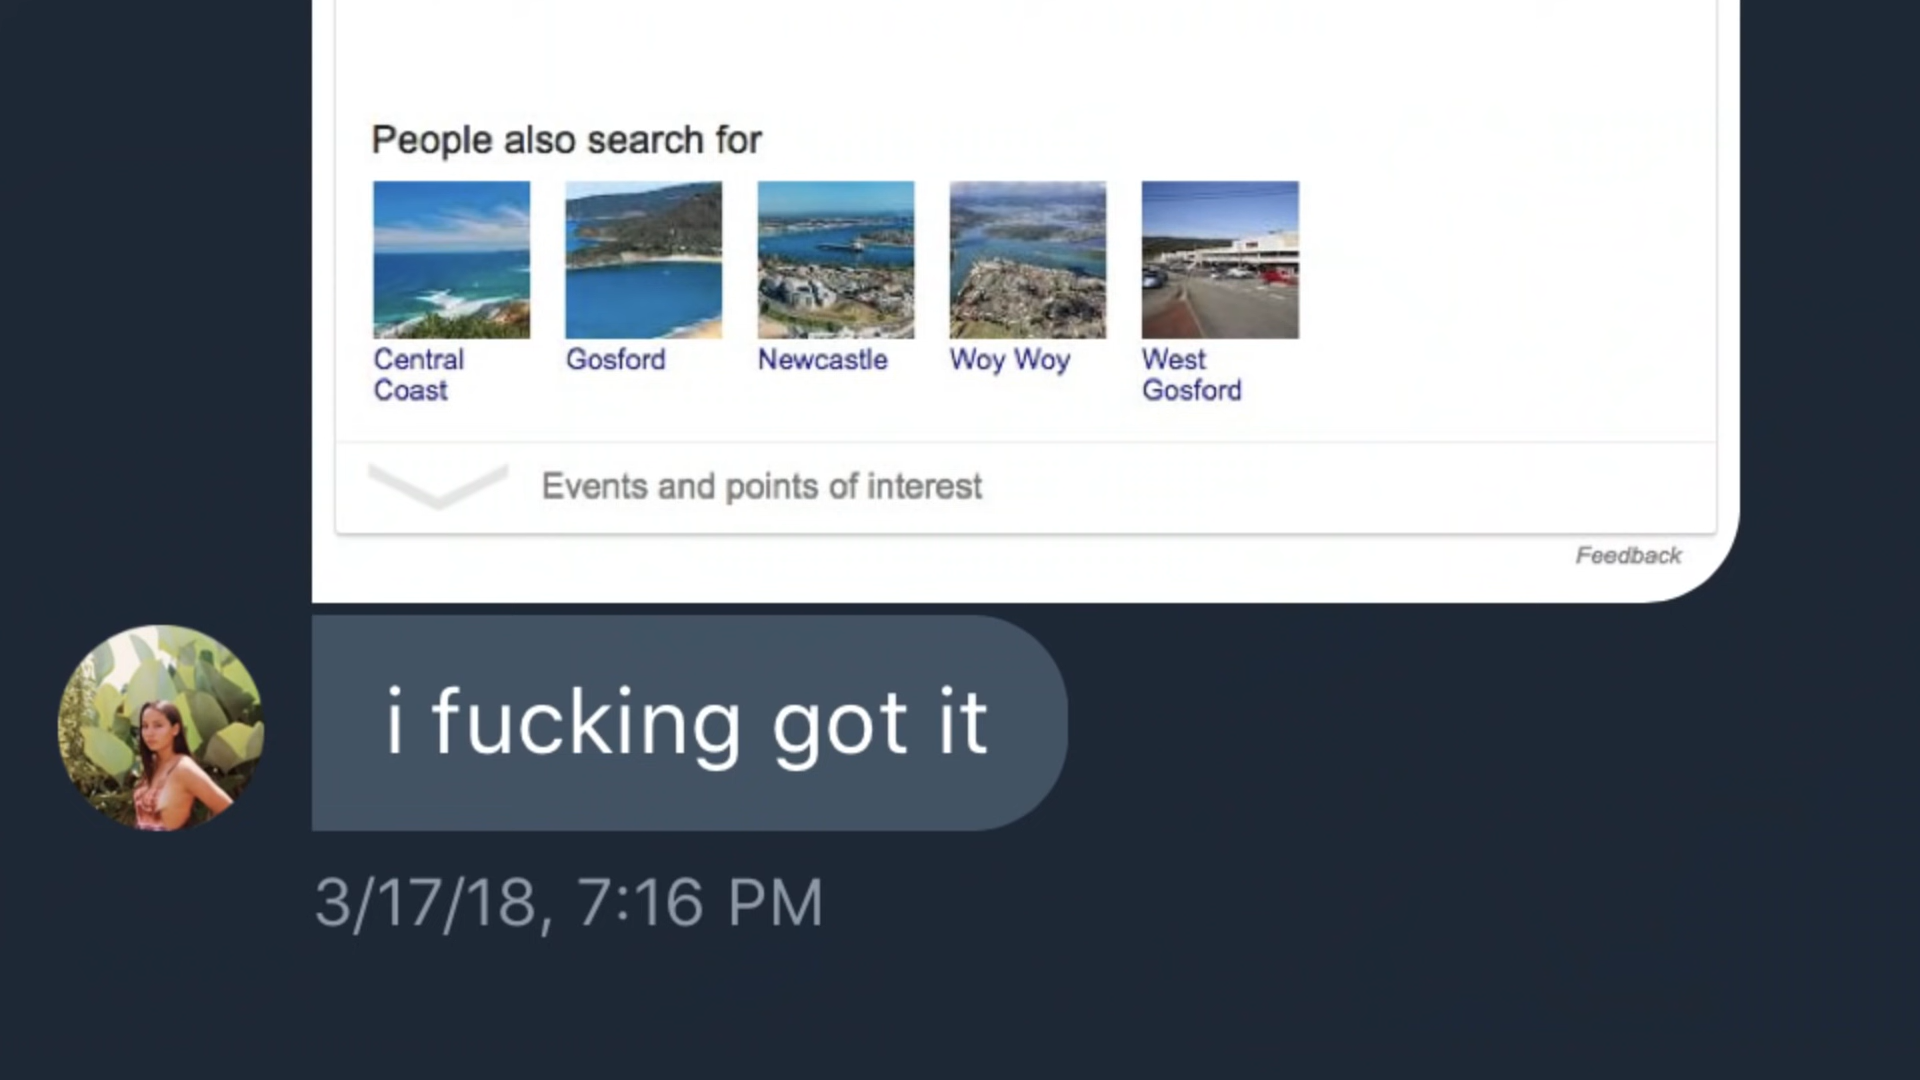 People also search for
Central Coast
Gosford
Newcastle
Woy Woy
West Gosford
Events and points of interest
Feedback
i fucking got it
3/17/18, 7:16 PM